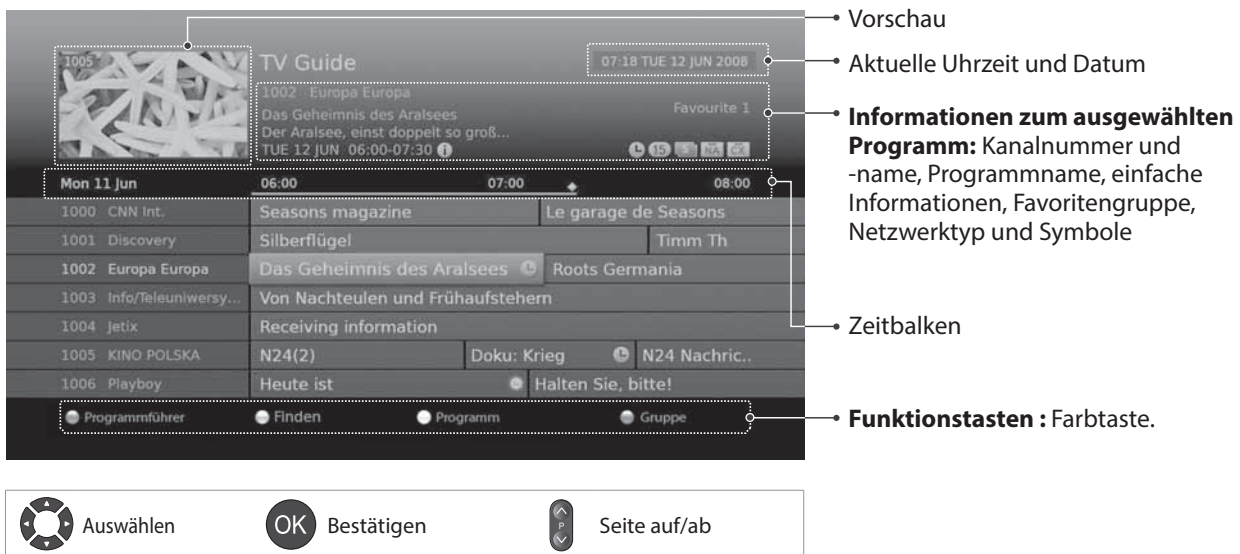 Vorschau
1005
TV Guide
07:18 TUE 12 JUN 2008
Aktuelle Uhrzeit und Datum
1002 Europa Europa
Favourite 1
Das Geheimnis des Aralsees
Der Aralsee, einst doppelt so groß...
TUE 12 JUN 06:00-07:30
15
Informationen zum ausgewählten
Programm: Kanalnummer und
-name, Programmname, einfache
Informationen, Favoritengruppe,
Netzwerktyp und Symbole
Mon 11 Jun 06:00 07:00 08:00
1000 CNN Int. Seasons magazine Le garage de Seasons
1001 Discovery Silberflügel Timm Th
1002 Europa Europa Das Geheimnis des Aralsees Roots Germania
1003 Info/Teleuniwersy... Von Nachteulen und Frühaufstehern
1004 Jetix Receiving information
Zeitbalken
1005 KINO POLSKA N24(2) Doku: Krieg N24 Nachric..
1006 Playboy Heute ist Halten Sie, bitte!
Programmführer Finden Programm Gruppe
Funktionstasten : Farbtaste.
Auswählen OK Bestätigen P Seite auf/ab